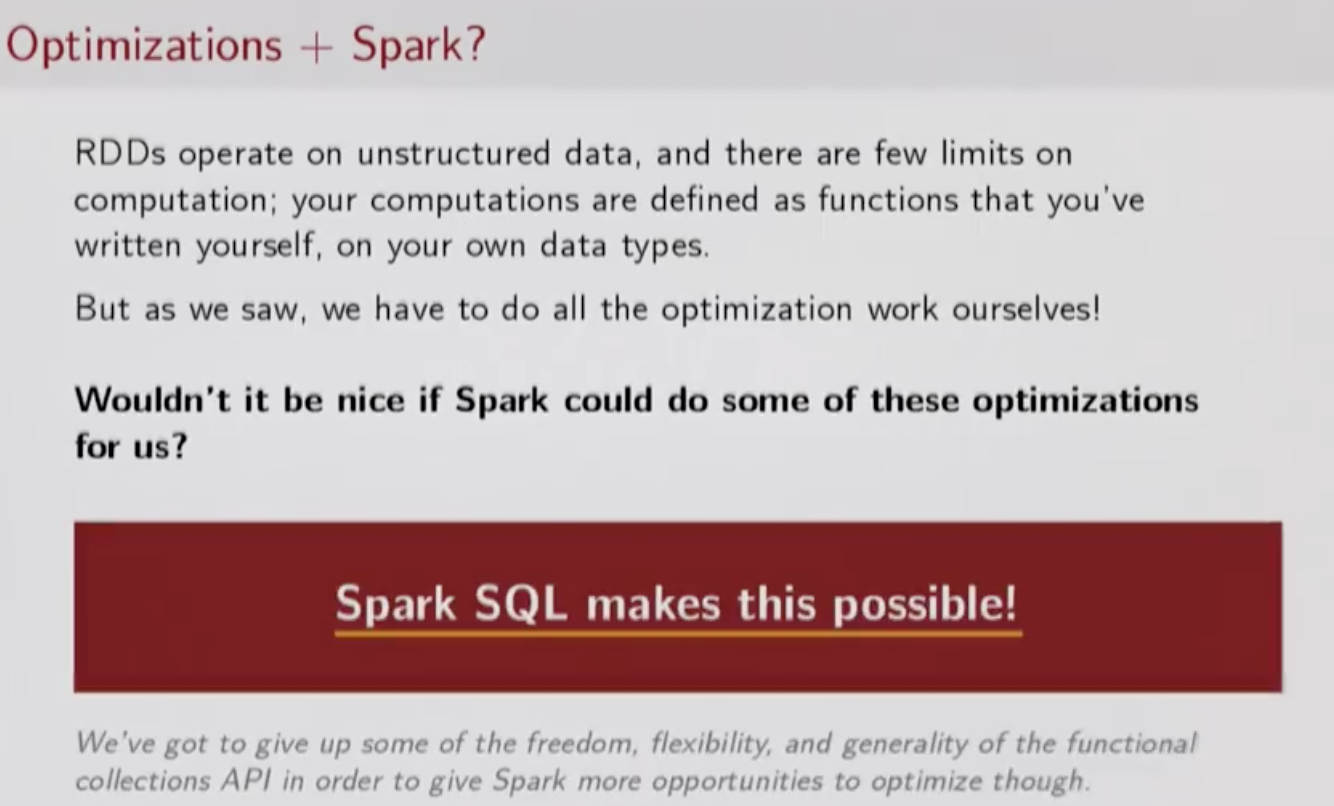 Optimizations + Spark?
RDDs operate on unstructured data, and there are few limits on
computation; your computations are defined as functions that you've
written yourself, on your own data types.
But as we saw, we have to do all the optimization work ourselves!
Wouldn't it be nice if Spark could do some of these optimizations
for us?
Spark SQL makes this possible!
We've got to give up some of the freedom, flexibility, and generality of the functional
collections API in order to give Spark more opportunities to optimize though.